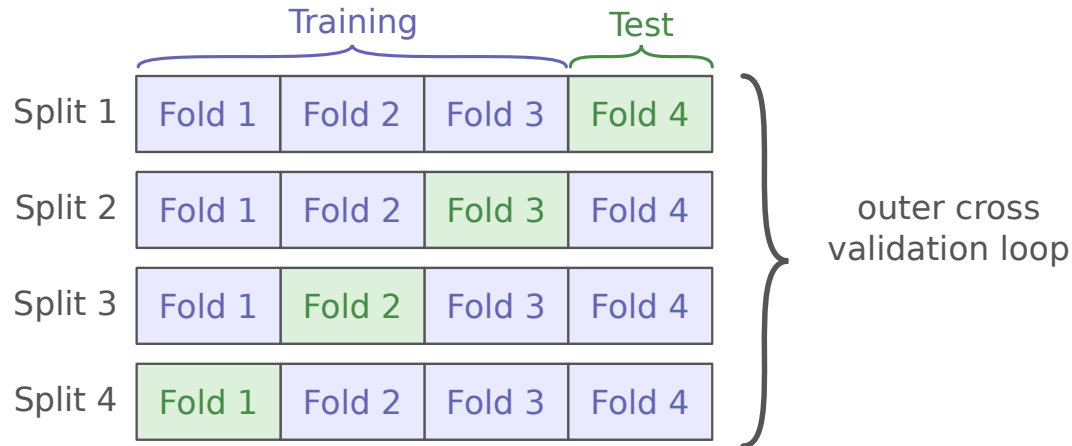 Training Test
Split 1 Fold 1 Fold 2 Fold 3 Fold 4
Split 2 Fold 1 Fold 2 Fold 3 Fold 4
Split 3 Fold 1 Fold 2 Fold 3 Fold 4
Split 4 Fold 1 Fold 2 Fold 3 Fold 4
outer cross
validation loop